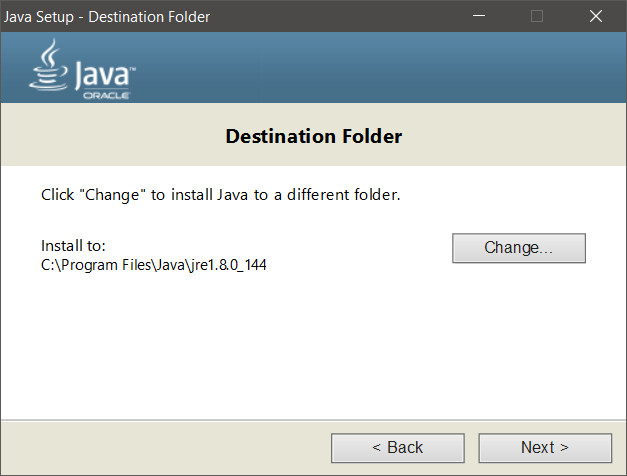 Java Setup - Destination Folder
Java™
ORACLE
Destination Folder
Click "Change" to install Java to a different folder.
Install to:
C:\Program Files\Java\jre1.8.0_144
Change...
< Back
Next >